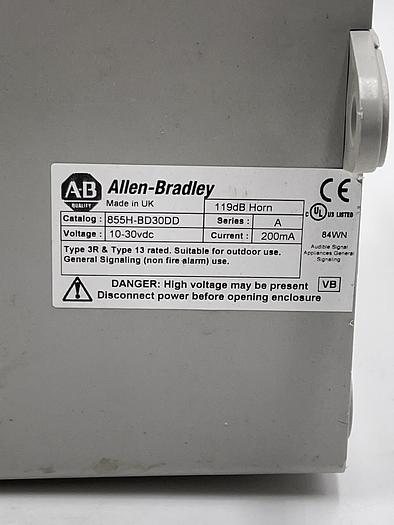 AB
QUALITY
Allen-Bradley
Made in UK
119dB Horn
Catalog : 855H-BD30DD
Series : A
Voltage : 10-30vdc
Current : 200mA
Type 3R & Type 13 rated. Suitable for outdoor use.
General Signaling (non fire alarm) use.
CE
C UL US LISTED
84WN
Audible Signal
Appliances General
Signaling
DANGER: High voltage may be present
Disconnect power before opening enclosure
VB